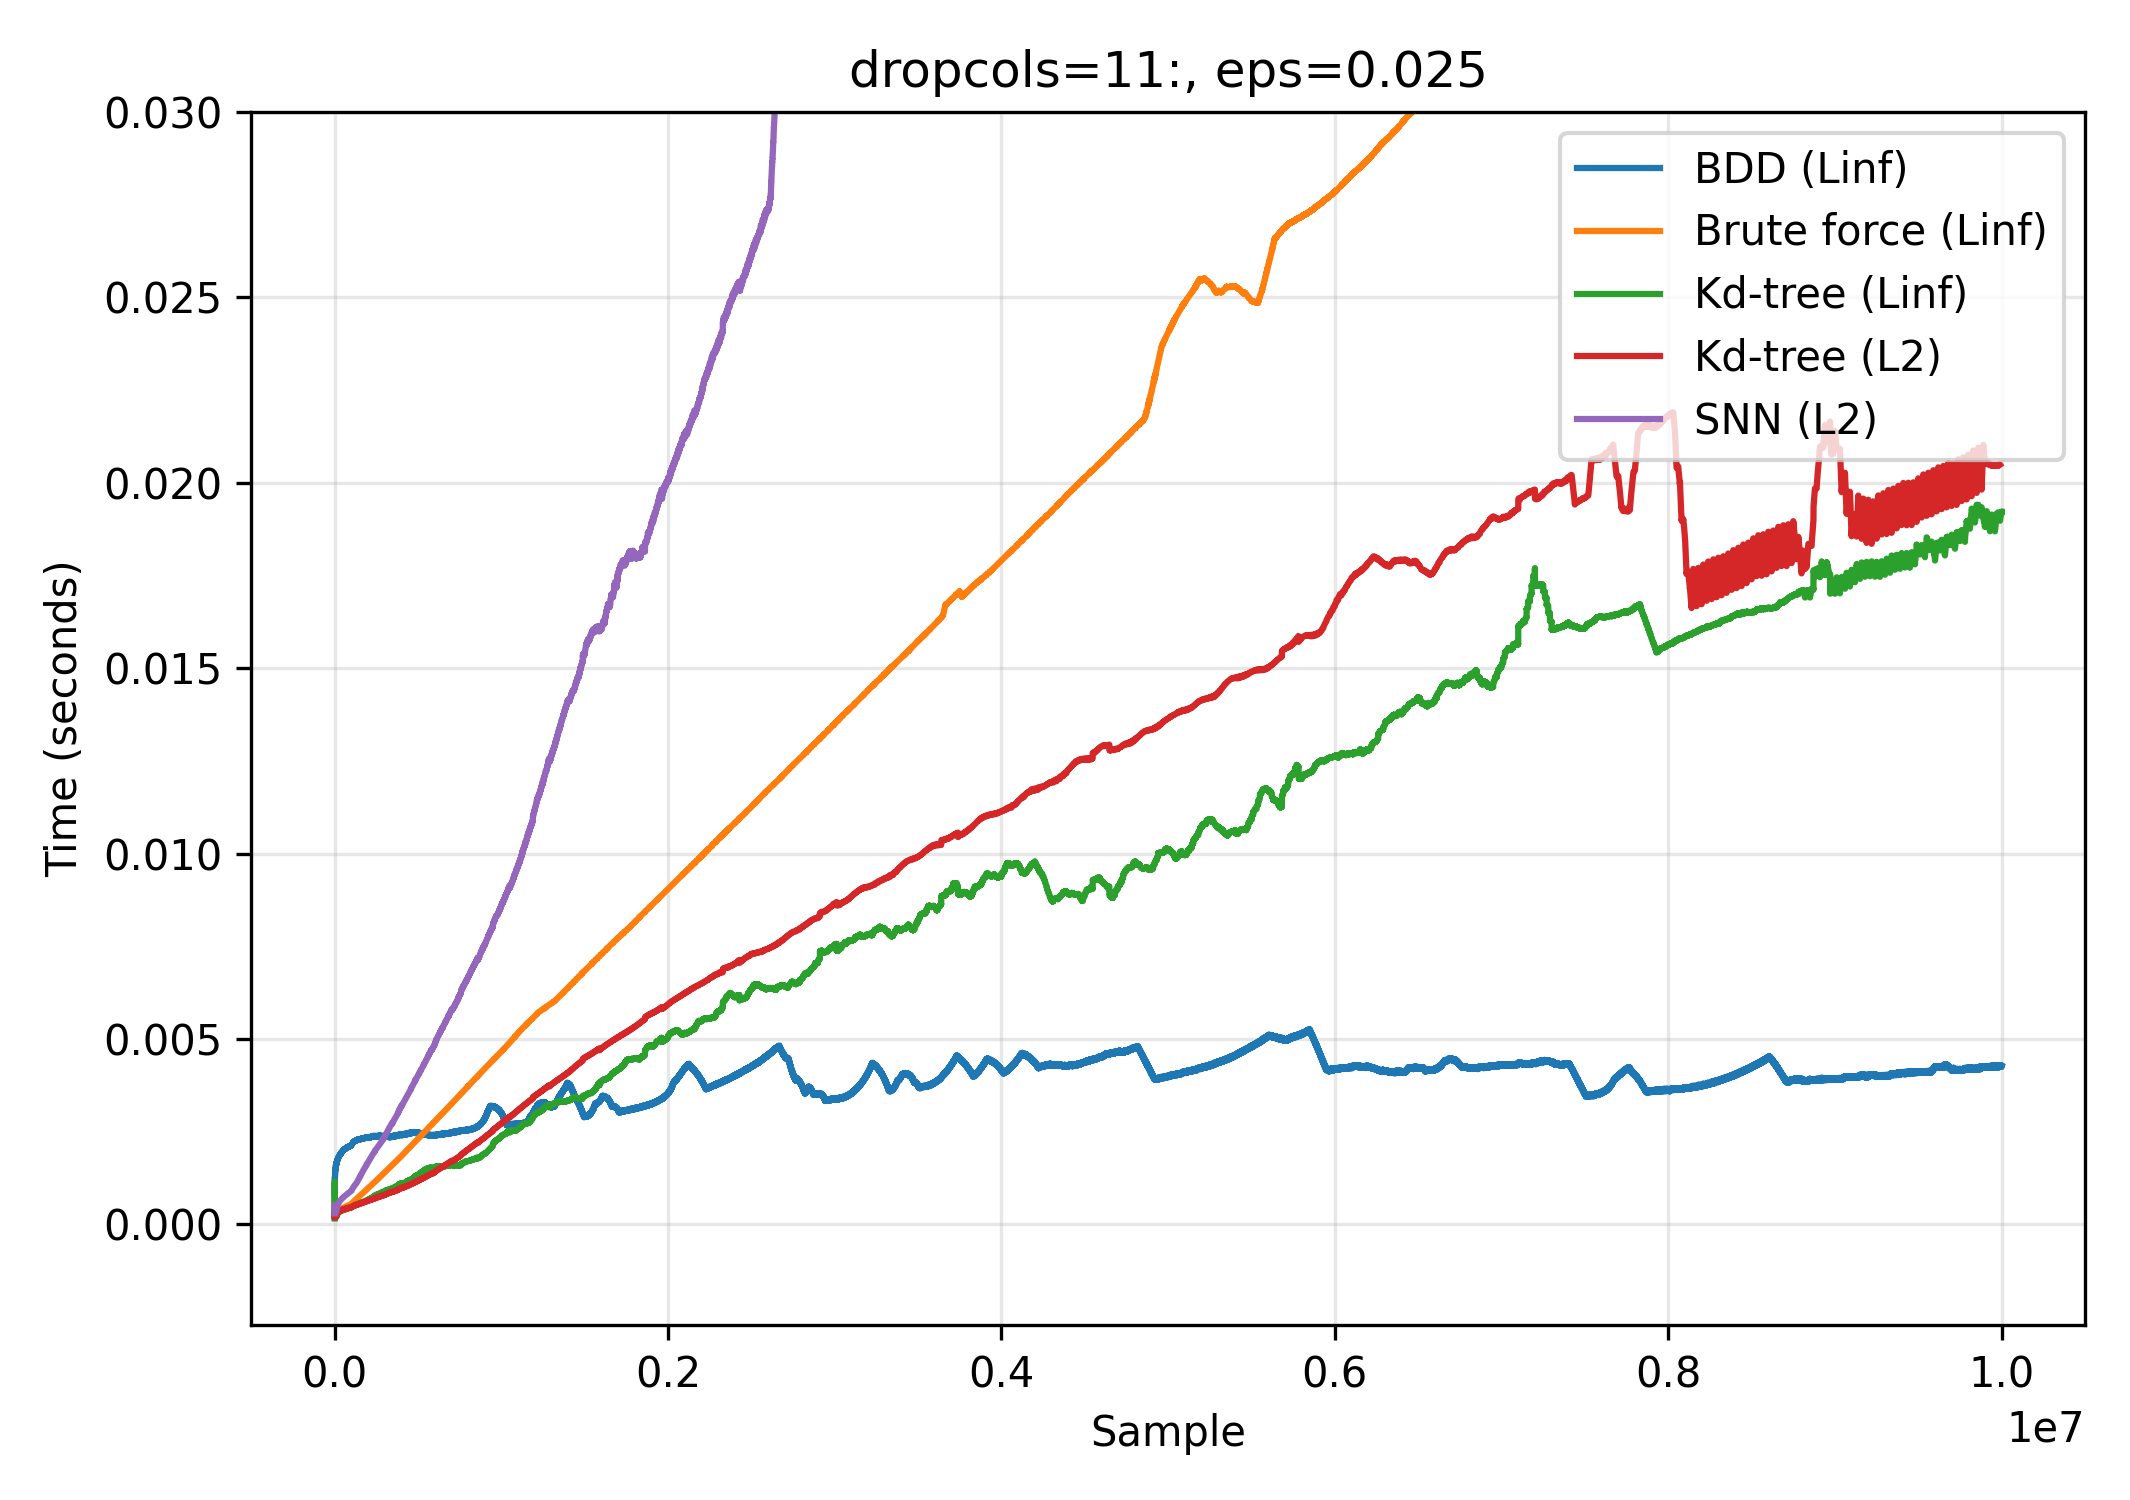 dropcols=11:, eps=0.025
0.030
0.025
0.020
0.015
0.010
0.005
0.000
Time (seconds)
BDD (Linf)
Brute force (Linf)
Kd-tree (Linf)
Kd-tree (L2)
SNN (L2)
0.0 0.2 0.4 0.6 0.8 1.0
Sample
1e7